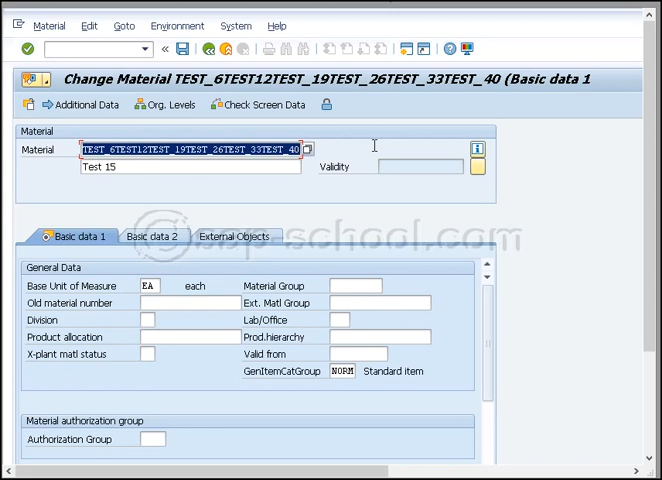 Material Edit Goto Environment System Help
Change Material TEST_6TEST12TEST_19TEST_26TEST_33TEST_40 (Basic data 1
Additional Data Org. Levels Check Screen Data
Material
Material TEST_6TEST12TEST_19TEST_26TEST_33TEST_40
Test 15 Validity
Basic data 1 Basic data 2 External Objects
General Data
Base Unit of Measure EA each Material Group
Old material number Ext. Matl Group
Division Lab/Office
Product allocation Prod.hierarchy
X-plant matl status Valid from
GenItemCatGroup NORM Standard item
Material authorization group
Authorization Group